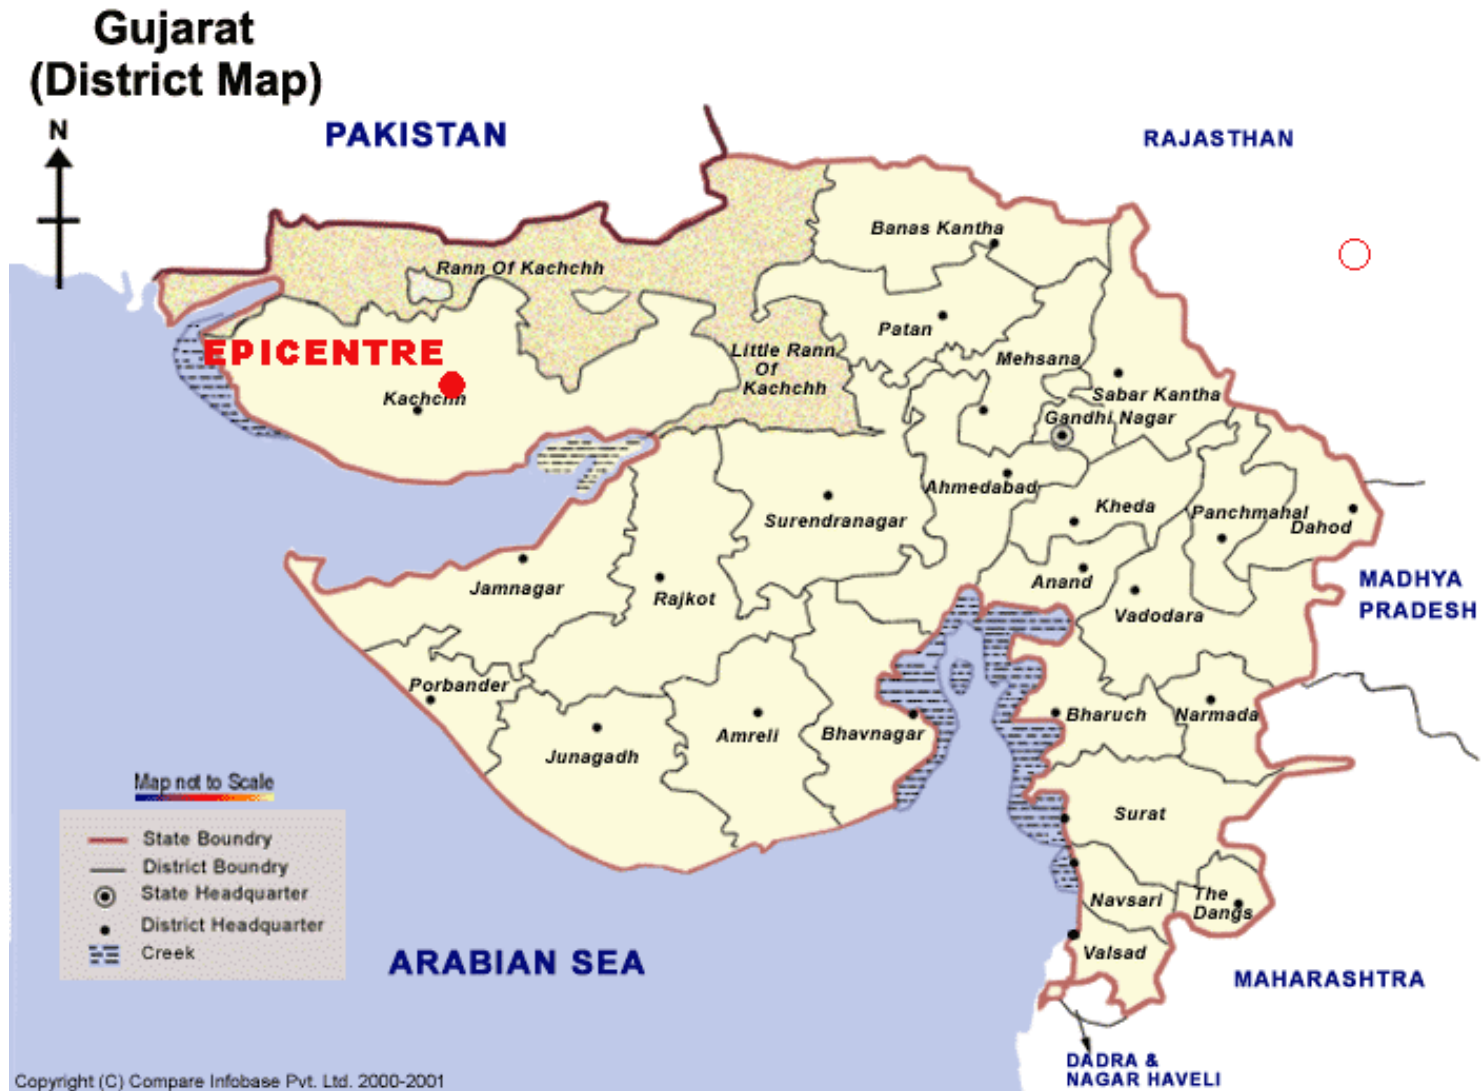 Gujarat
(District Map)
N
PAKISTAN
RAJASTHAN
Banas Kantha
Rann Of Kachchh
Patan
EPICENTRE
Little Rann
Of
Kachchh
Mehsana
Kachchh
Sabar Kantha
Gandhi Nagar
Ahmedabad
Surendranagar
Kheda
Panchmahal
Dahod
Jamnagar
Rajkot
Anand
Vadodara
MADHYA
PRADESH
Porbander
Junagadh
Amreli
Bhavnagar
Bharuch
Narmada
Map not to Scale
State Boundry
District Boundry
State Headquarter
District Headquarter
Creek
Surat
Navsari
The
Dangs
Valsad
ARABIAN SEA
MAHARASHTRA
DADRA &
NAGAR HAVELI
Copyright (C) Compare Infobase Pvt. Ltd. 2000-2001